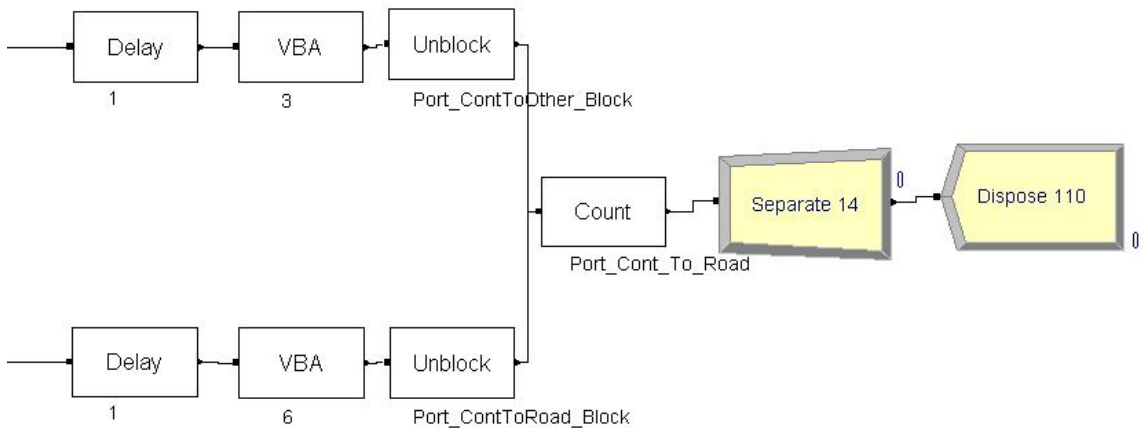 Delay
VBA
Unblock
1
3
Port_ContToOther_Block
Count
Port_Cont_To_Road
Separate 14
0
Dispose 110
0
Delay
VBA
Unblock
1
6
Port_ContToRoad_Block